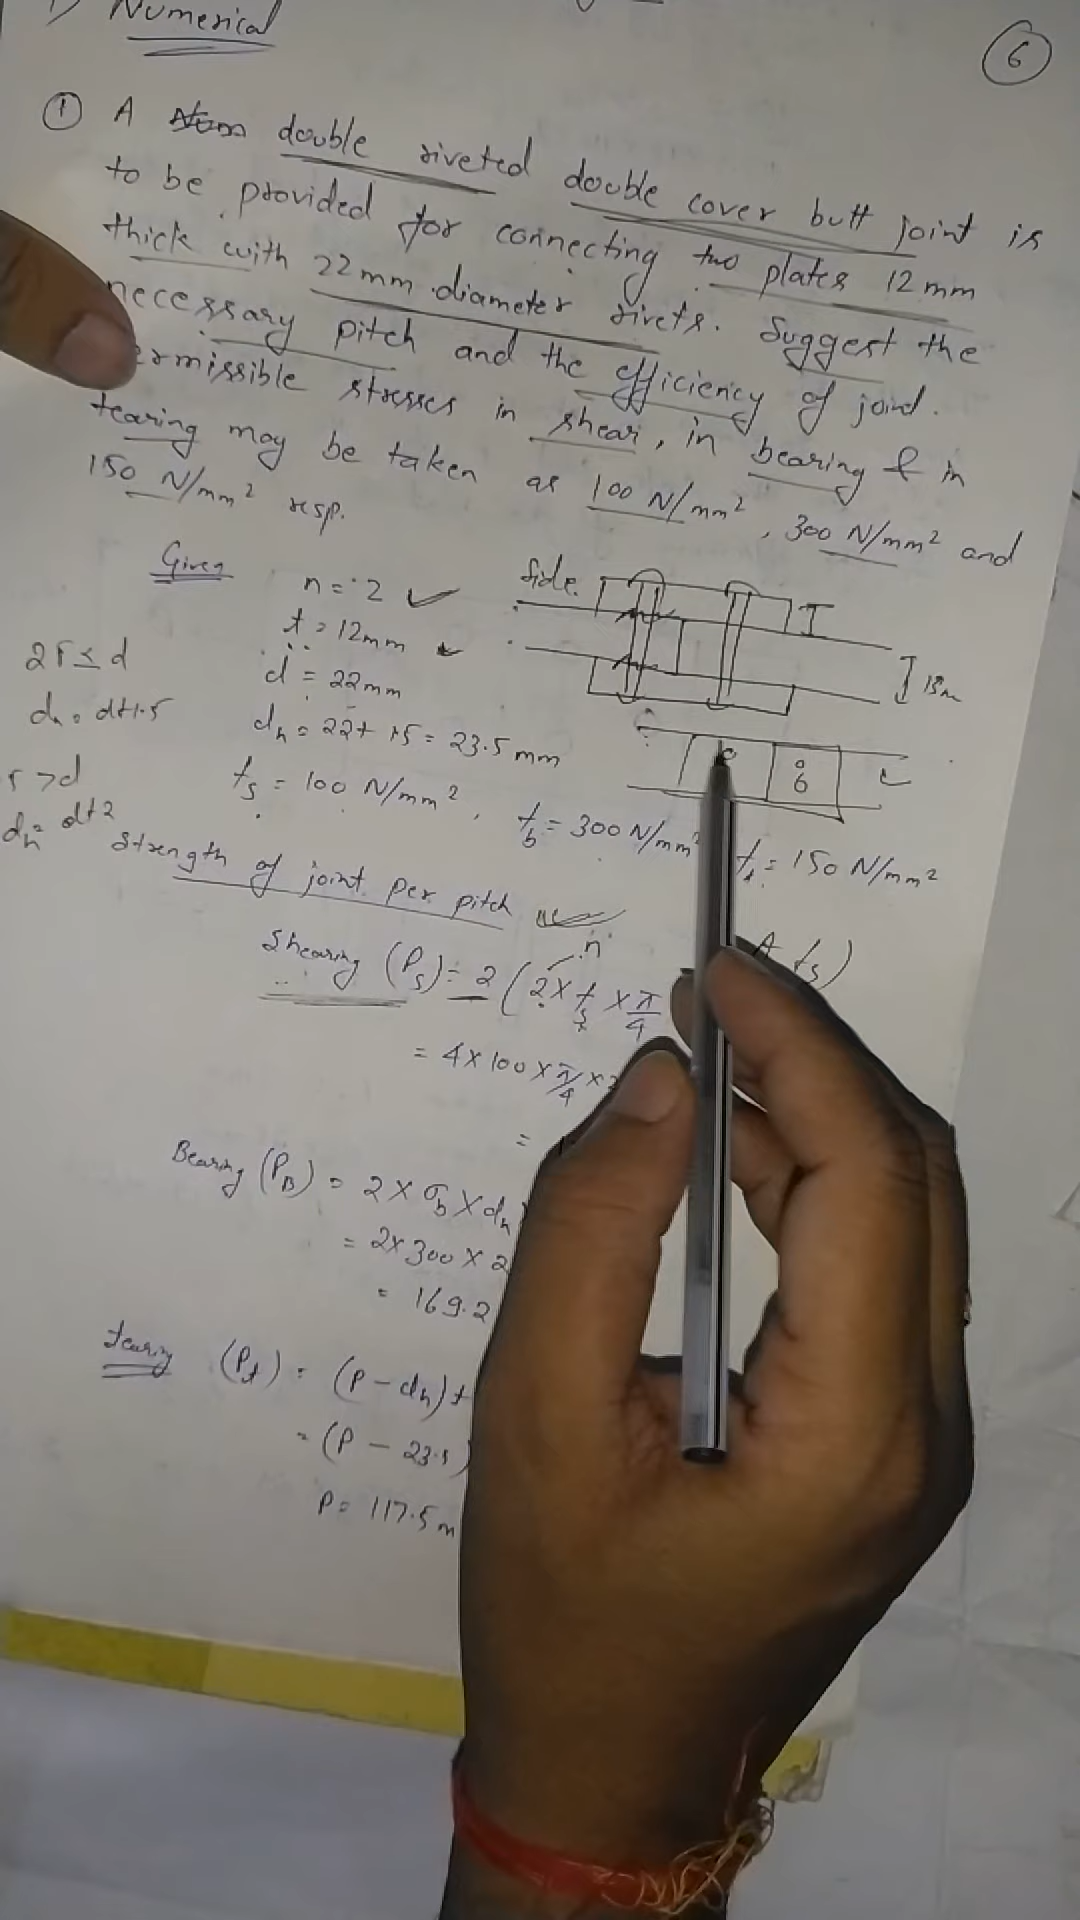 Numerical
6
① A double riveted double cover butt joint is
to be provided for connecting two plates 12 mm
thick with 22 mm diameter rivets. Suggest the
necessary pitch and the efficiency of joint.
ermissible stresses in shear, in bearing & in
tearing may be taken as 100 N/mm², 300 N/mm² and
150 N/mm² resp.
Given
Side
n = 2
t = 12mm
d = 22mm
dh = 22+1.5 = 23.5 mm
fs = 100 N/mm², fb = 300 N/mm² ft = 150 N/mm²
25 ≤ d
dh = d+1.5
>d
dh = d+2
Strength of joint per pitch
n
Shearing (Ps) = 2 (2 × fs × π/4 A fs)
= 4 × 100 × π/4 ×
=
Bearing (PB) = 2 × σb × dh
= 2 × 300 × 2
= 169.2
tearing (Pt) = (P - dh) t
= (P - 23.5)
P = 117.5 m